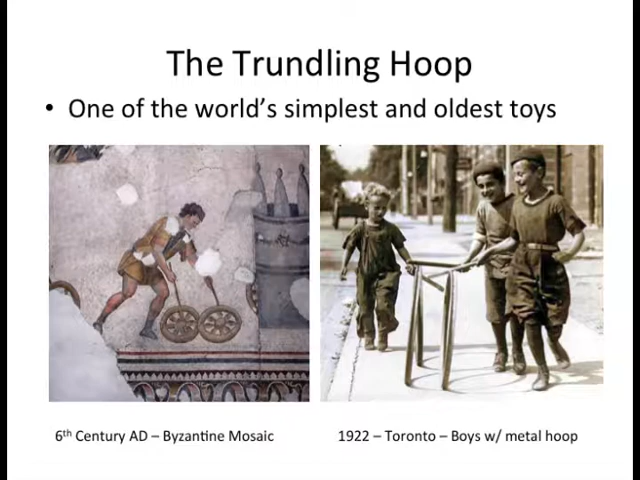 The Trundling Hoop
• One of the world's simplest and oldest toys
6th Century AD – Byzantine Mosaic
1922 – Toronto – Boys w/ metal hoop